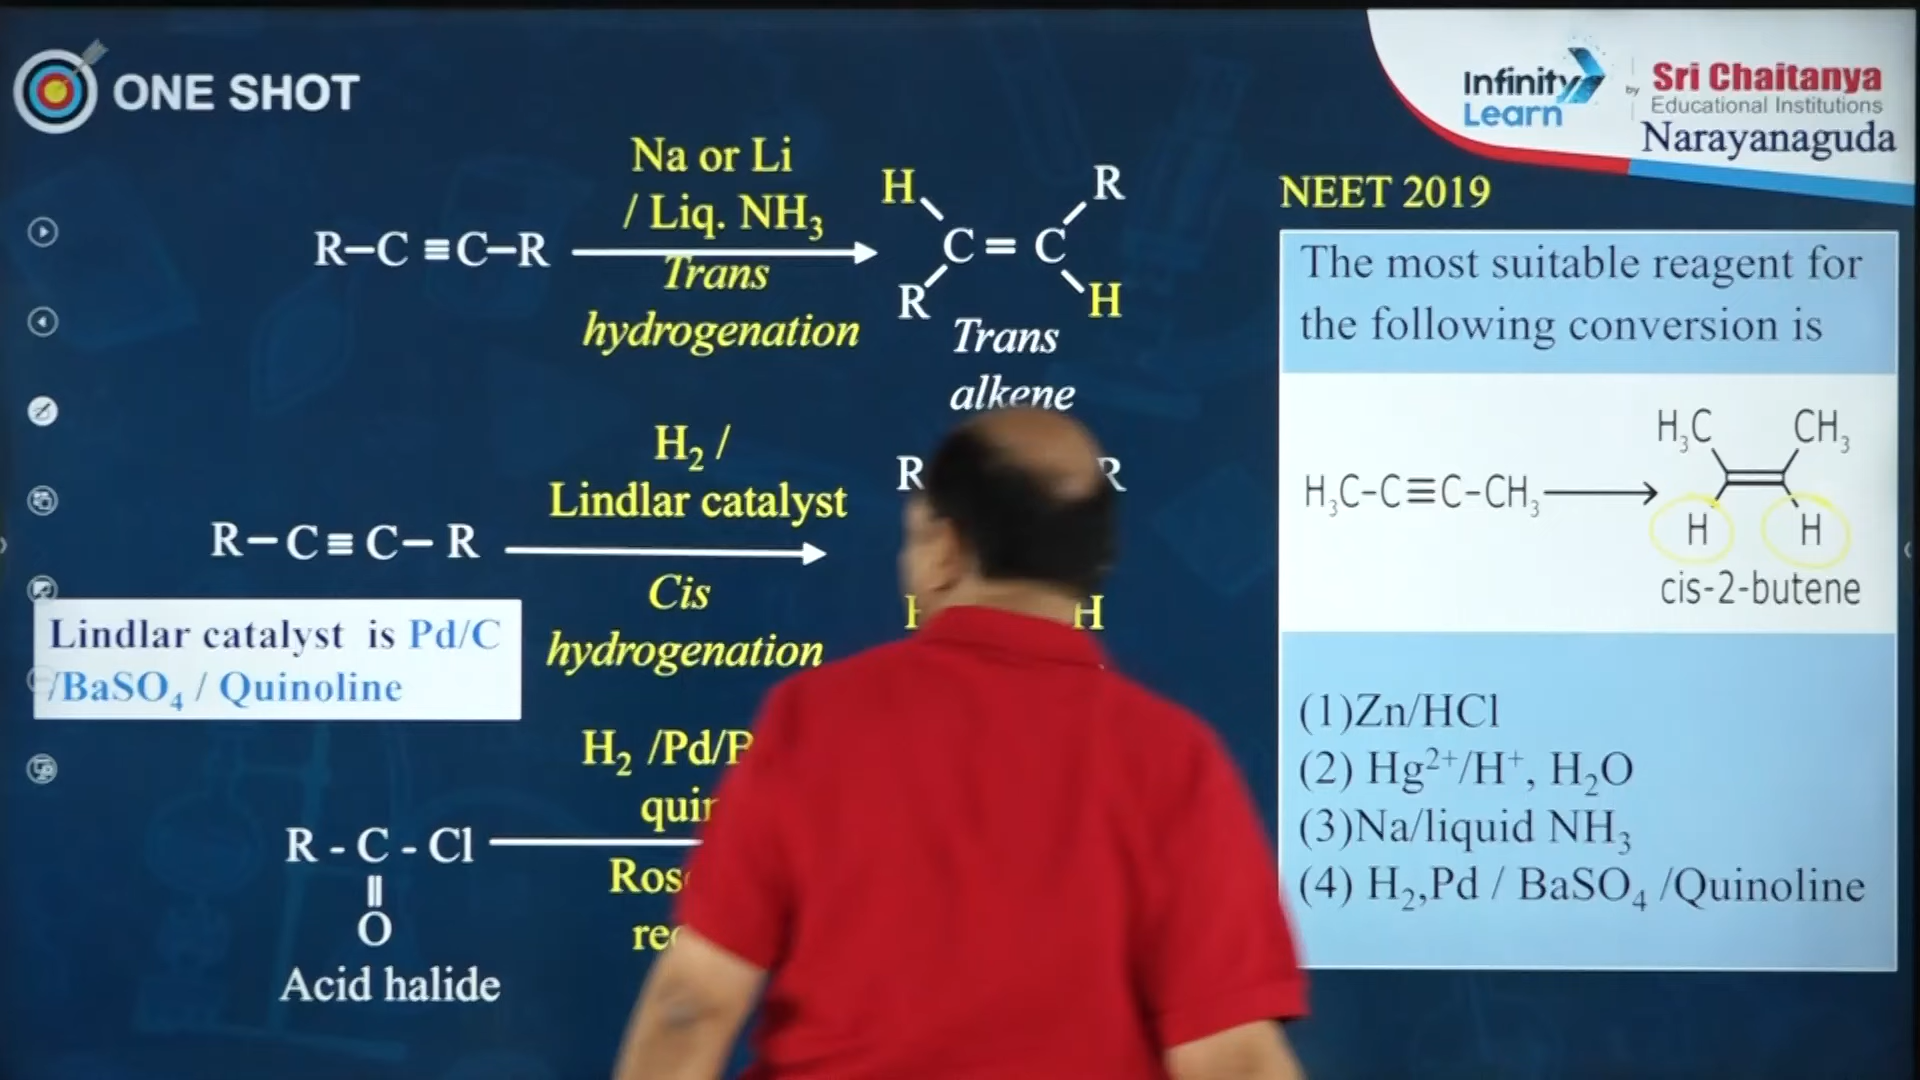 ONE SHOT
Infinity
Learn
by
Sri Chaitanya
Educational Institutions
Narayanaguda
Na or Li
/ Liq. NH₃
R–C≡C–R
Trans
hydrogenation
H R
C = C
R H
Trans
alkene
H₂ /
Lindlar catalyst
R–C≡C–R
Cis
hydrogenation
R R
H
Lindlar catalyst is Pd/C
/BaSO₄ / Quinoline
H₂ /Pd/
R - C - Cl
O
Acid halide
NEET 2019
The most suitable reagent for
the following conversion is
H₃C CH₃
H₃C–C≡C–CH₃
H H
cis-2-butene
(1)Zn/HCl
(2) Hg²⁺/H⁺, H₂O
(3)Na/liquid NH₃
(4) H₂,Pd / BaSO₄ /Quinoline